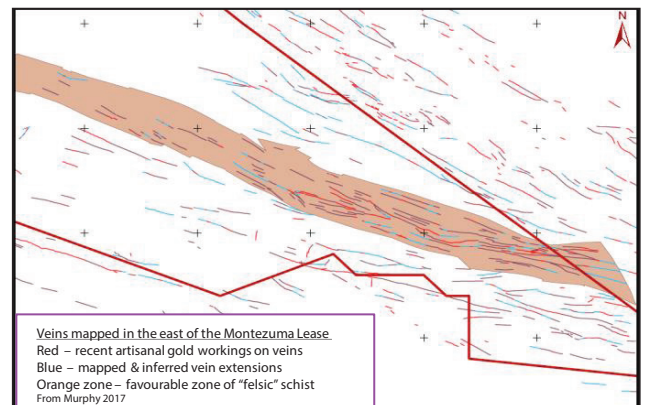 N
Veins mapped in the east of the Montezuma Lease
Red – recent artisanal gold workings on veins
Blue – mapped & inferred vein extensions
Orange zone – favourable zone of "felsic" schist
From Murphy 2017